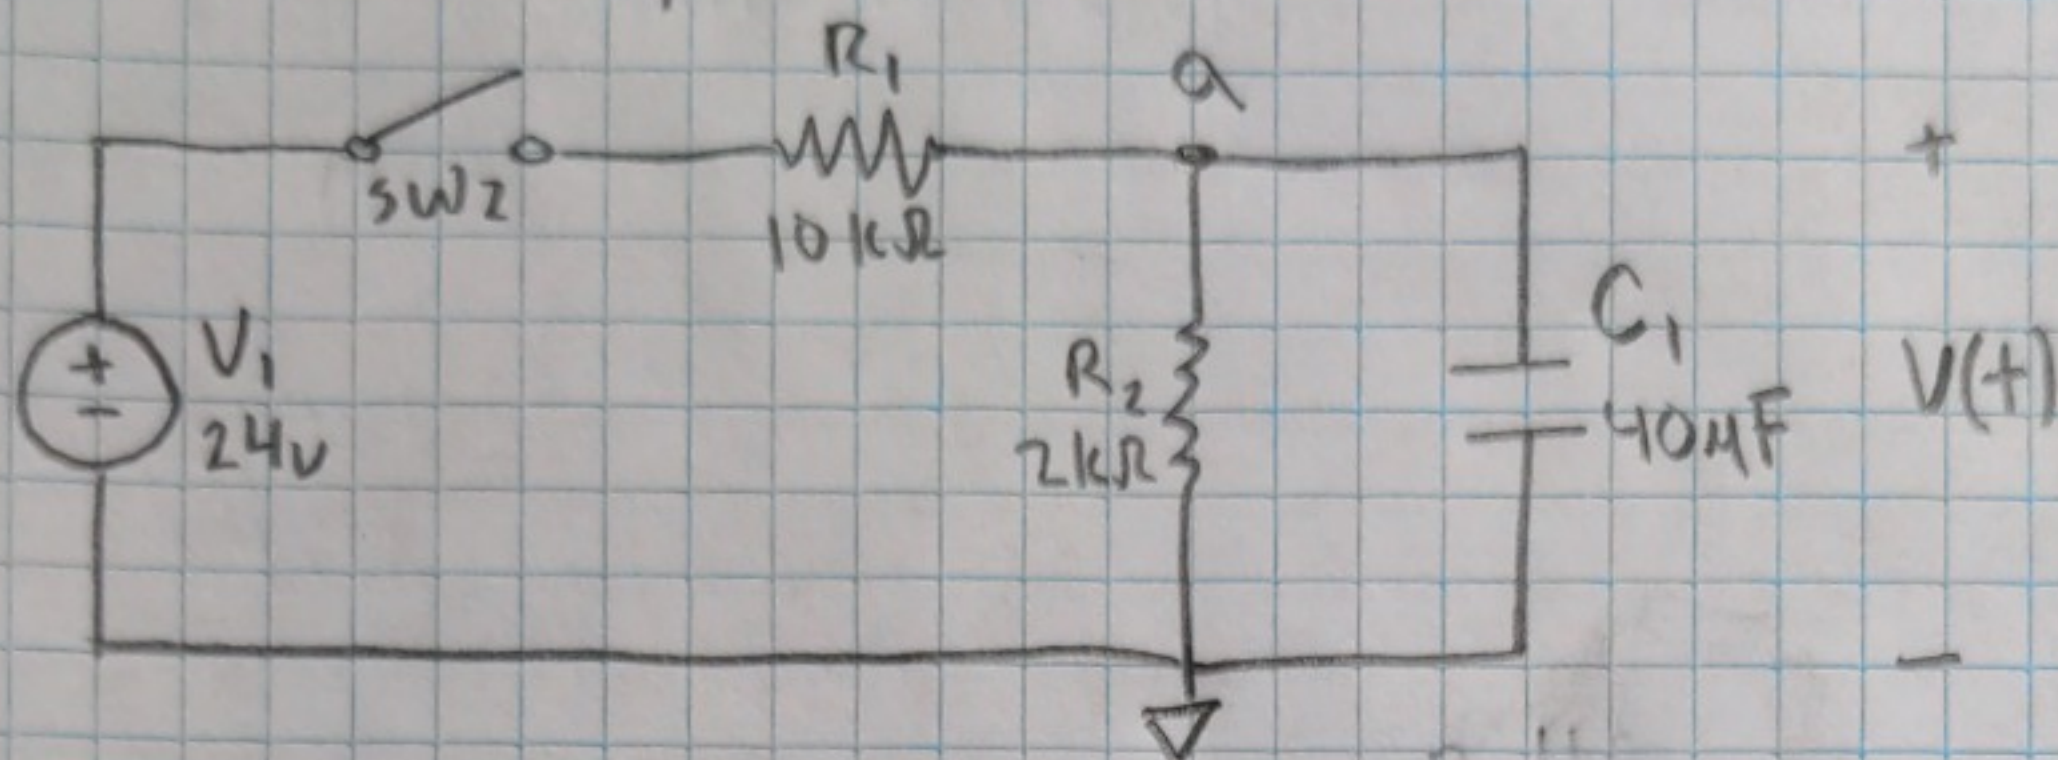 R₁
a
+
SW2
10kΩ
+
-
V₁
24v
R₂
2kΩ
C₁
40μF
V(t)
-